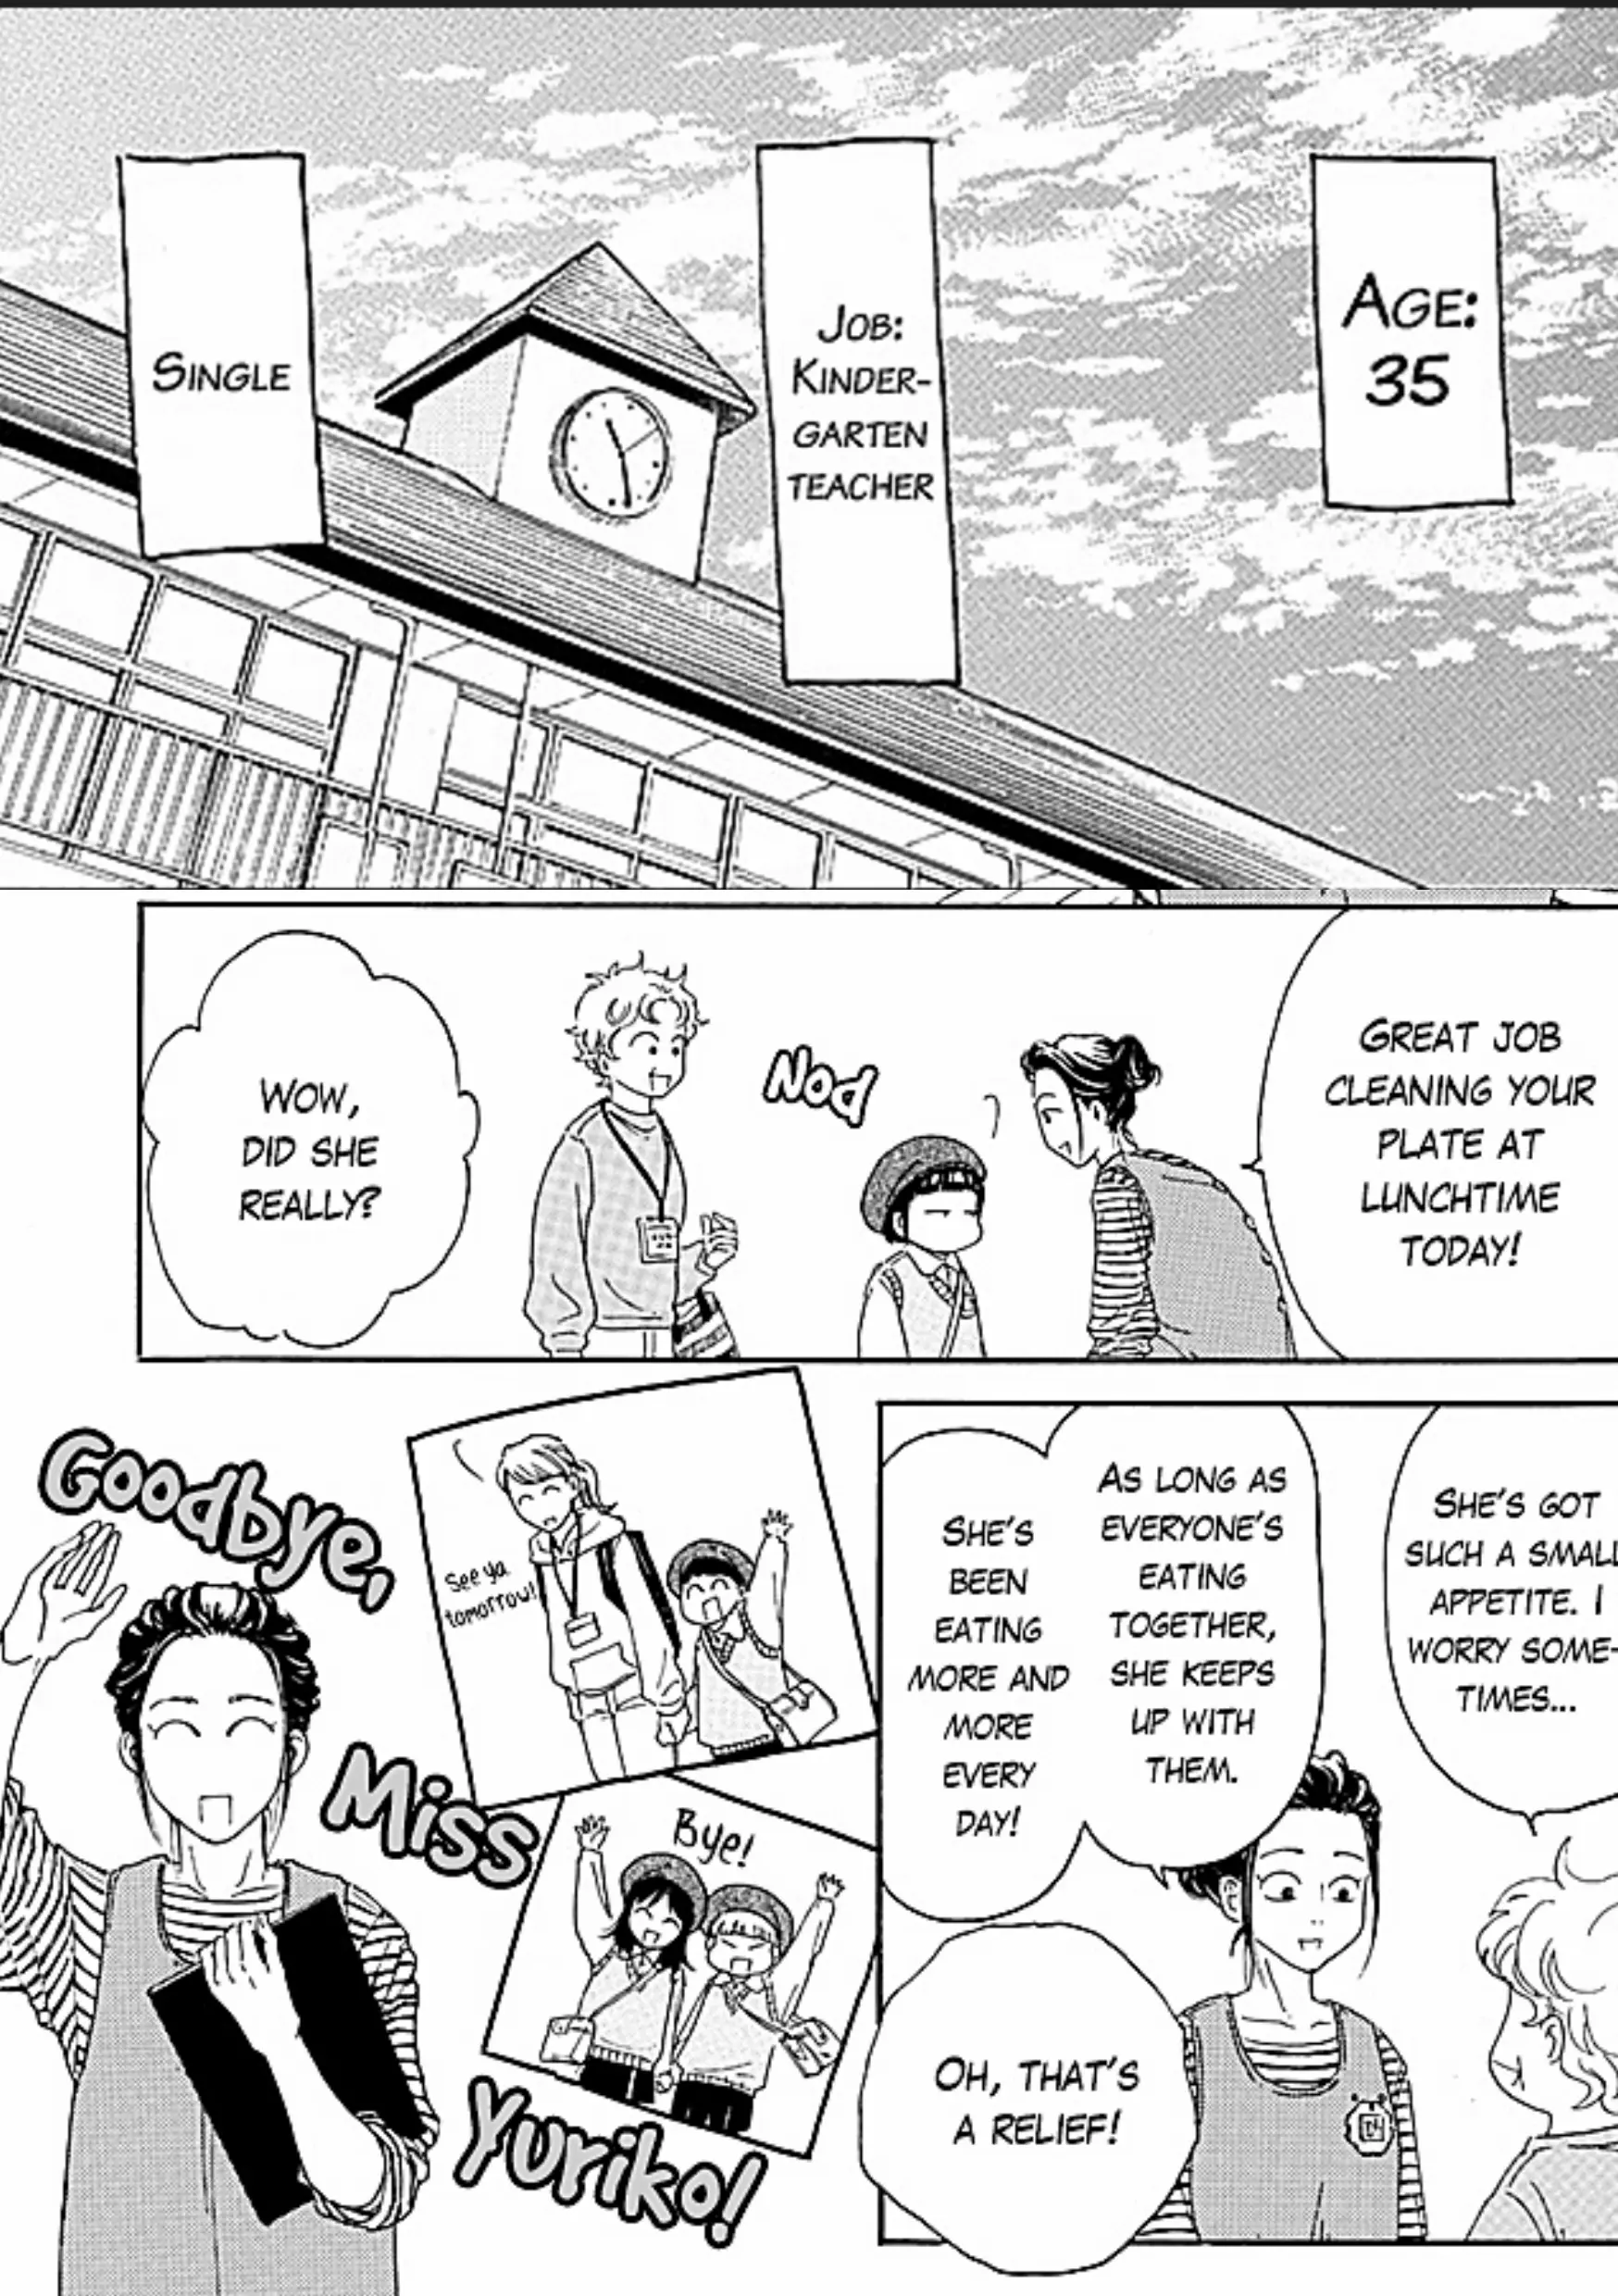 AGE:
35
JOB:
KINDER-
GARTEN
TEACHER
SINGLE
GREAT JOB
CLEANING YOUR
PLATE AT
LUNCHTIME
TODAY!
NOD
WOW,
DID SHE
REALLY?
SHE'S GOT
SUCH A SMALL
APPETITE. I
WORRY SOME-
TIMES...
AS LONG AS
EVERYONE'S
EATING
TOGETHER,
SHE KEEPS
UP WITH
THEM.
SHE'S
BEEN
EATING
MORE AND
MORE
EVERY
DAY!
OH, THAT'S
A RELIEF!
See ya
tomorrow!
Bye!
Goodbye,
Miss
Yuriko!